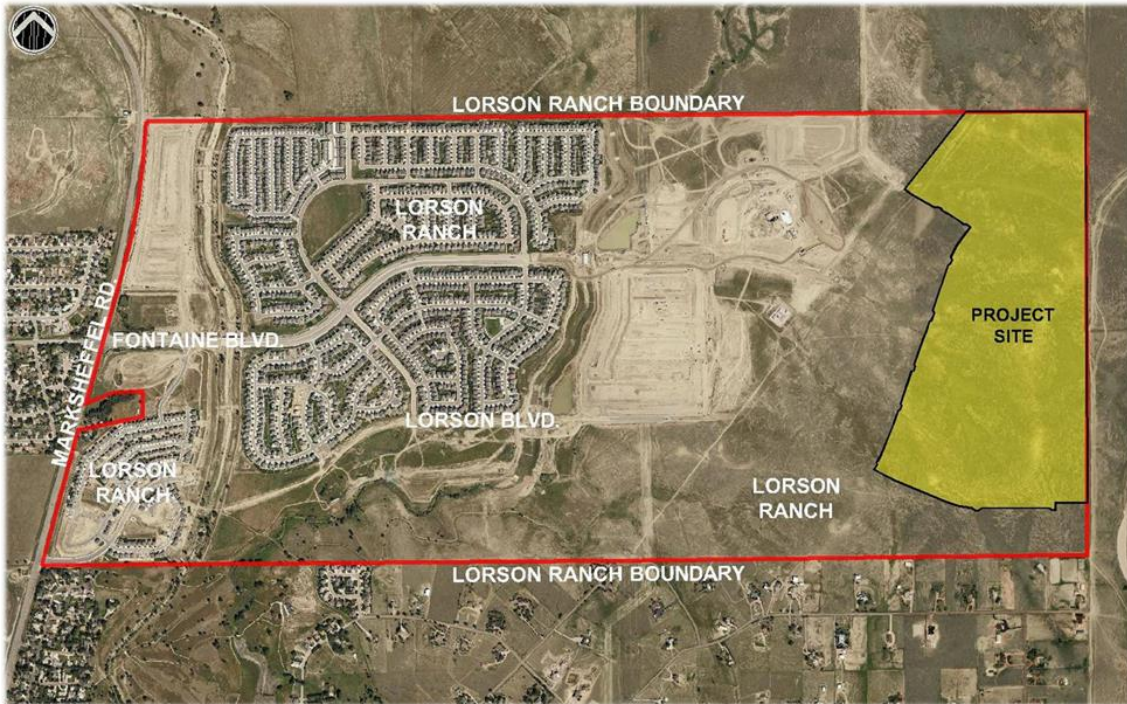 LORSON RANCH BOUNDARY
LORSON
RANCH
PROJECT
SITE
MARKSHEFFEL RD.
FONTAINE BLVD.
LORSON BLVD.
LORSON
RANCH
LORSON
RANCH
LORSON RANCH BOUNDARY